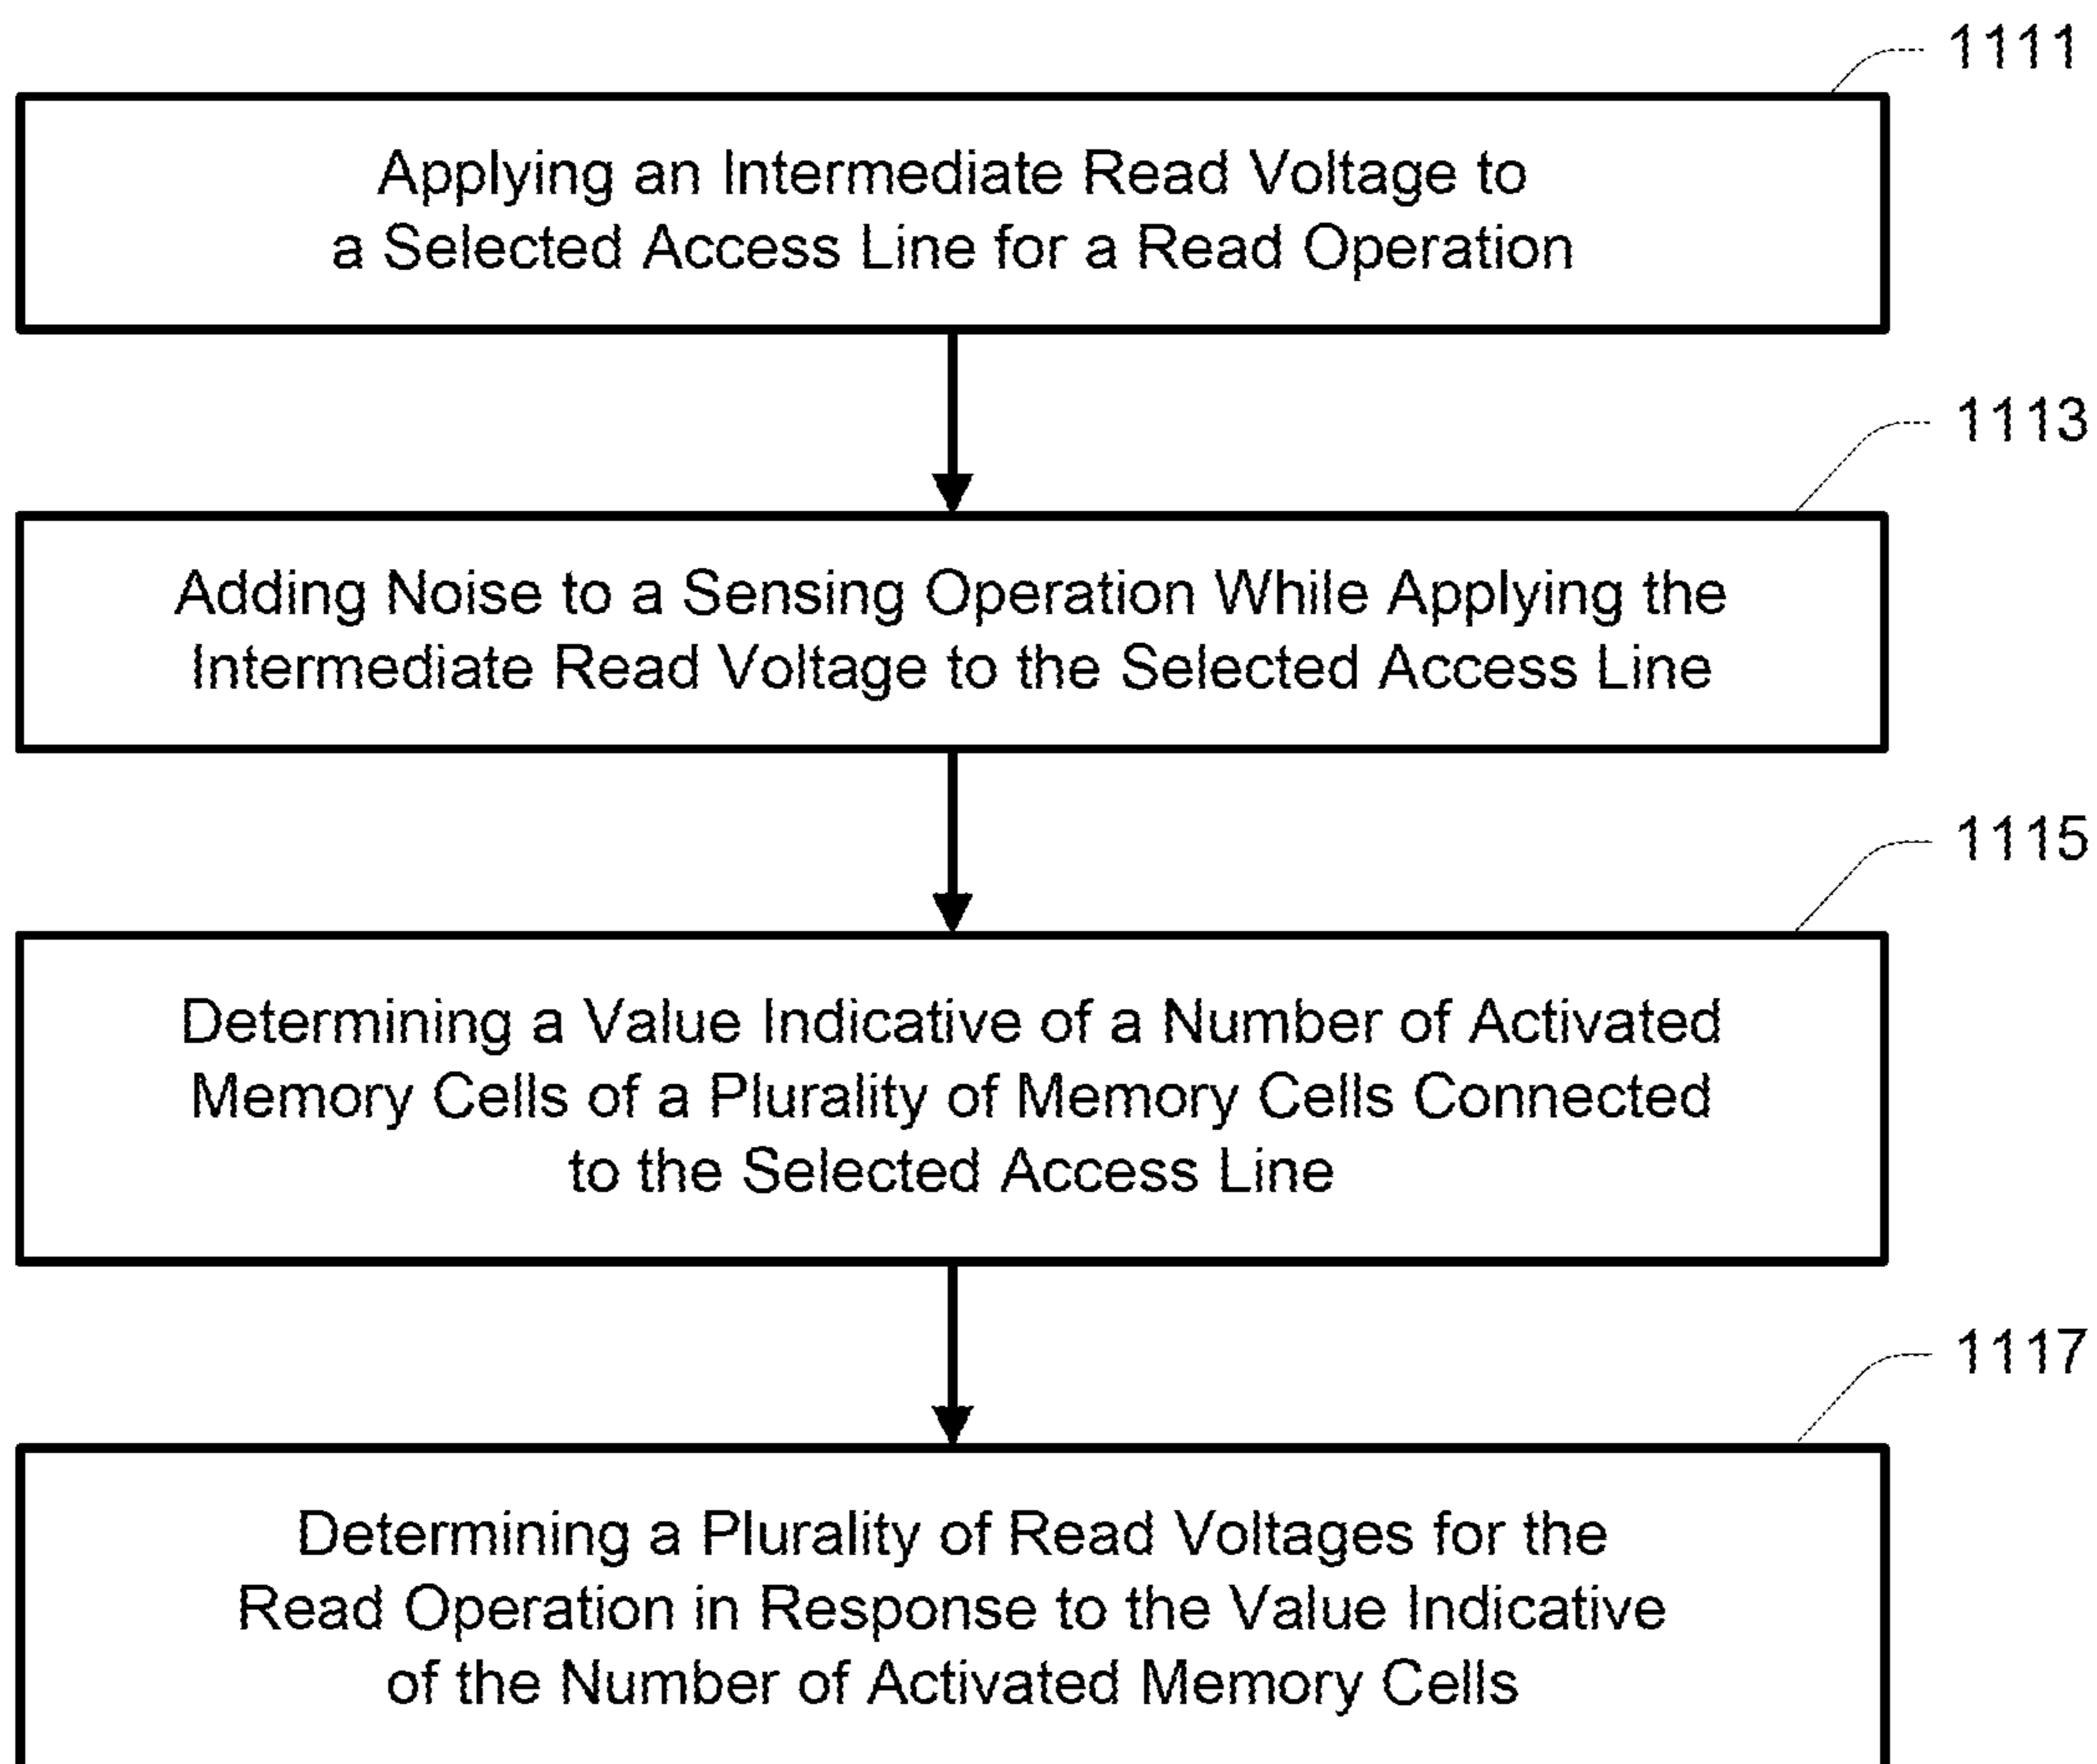 1111
Applying an Intermediate Read Voltage to
a Selected Access Line for a Read Operation
1113
Adding Noise to a Sensing Operation While Applying the
Intermediate Read Voltage to the Selected Access Line
1115
Determining a Value Indicative of a Number of Activated
Memory Cells of a Plurality of Memory Cells Connected
to the Selected Access Line
1117
Determining a Plurality of Read Voltages for the
Read Operation in Response to the Value Indicative
of the Number of Activated Memory Cells